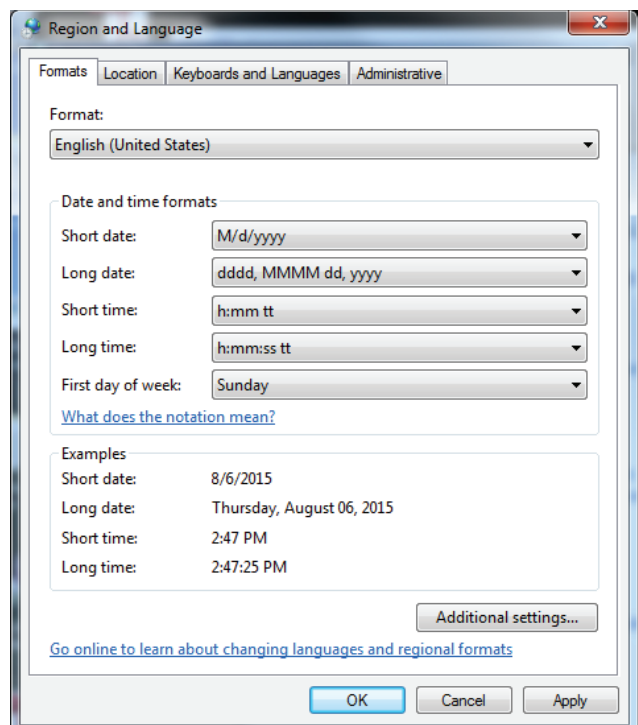 Region and Language
Formats Location Keyboards and Languages Administrative
Format:
English (United States)
Date and time formats
Short date: M/d/yyyy
Long date: dddd, MMMM dd, yyyy
Short time: h:mm tt
Long time: h:mm:ss tt
First day of week: Sunday
What does the notation mean?
Examples
Short date: 8/6/2015
Long date: Thursday, August 06, 2015
Short time: 2:47 PM
Long time: 2:47:25 PM
Additional settings...
Go online to learn about changing languages and regional formats
OK Cancel Apply